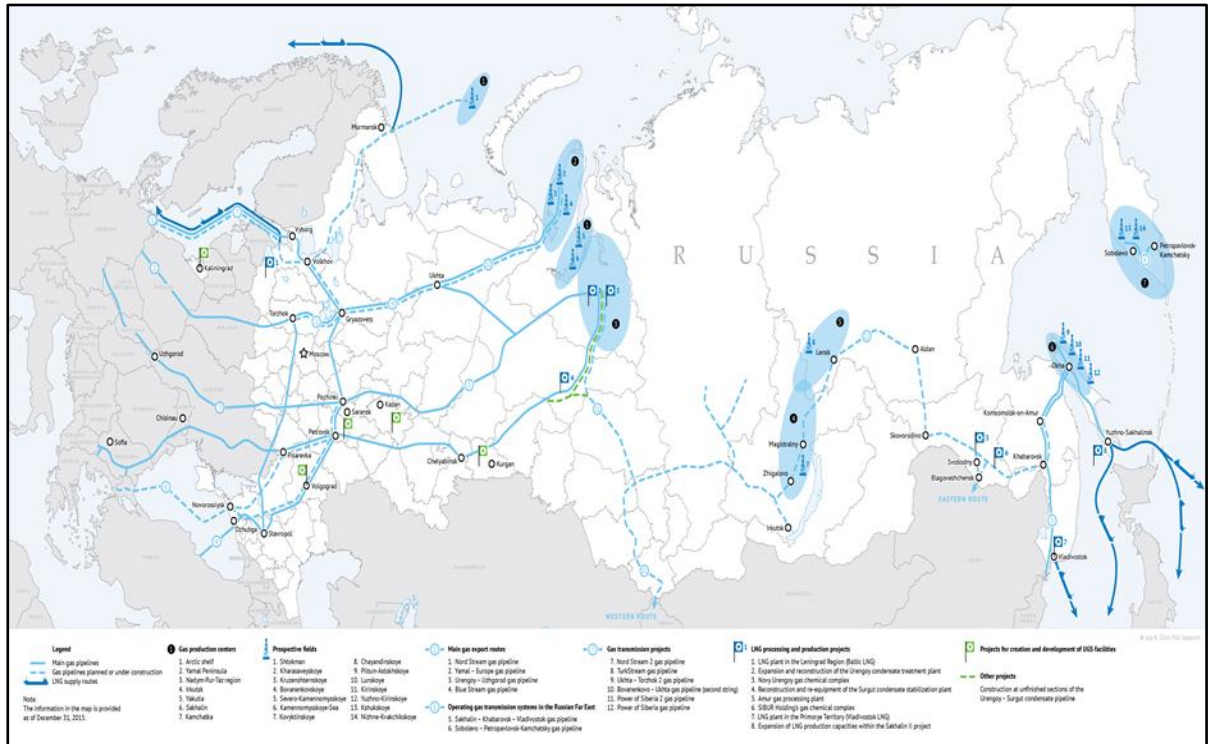 Murmansk
Vyborg
Volkhov
Kaliningrad
Ukhta
Torzhok
Gryazovets
Moscow
Uzhgorod
Pochinki
Saransk
Kazan
Chisinau
Petrovsk
Sofia
Pisarevka
Chelyabinsk
Kurgan
Volgograd
Novorossiysk
Dzhubga
Stavropol
R U S S I A
Lensk
Aldan
Magistralny
Zhigalovo
Irkutsk
Skovorodino
Svobodny
Blagoveshchensk
EASTERN ROUTE
WESTERN ROUTE
Sobolevo
Petropavlovsk-
Kamchatsky
Okha
Komsomolsk-on-Amur
Khabarovsk
Yuzhno-Sakhalinsk
Vladivostok
Legend
Main gas pipelines
Gas pipelines planned or under construction
LNG supply routes
Note.
The information in the map is provided
as of December 31, 2015.
Gas production centers
1. Arctic shelf
2. Yamal Peninsula
3. Nadym-Pur-Taz region
4. Irkutsk
5. Yakutia
6. Sakhalin
7. Kamchatka
Prospective fields
1. Shtokman
2. Kharasaveyskoye
3. Kruzenshternskoye
4. Bovanenkovskoye
5. Severo-Kamennomysskoye
6. Kamennomysskoye-Sea
7. Kovyktinskoye
8. Chayandinskoye
9. Piltun-Astokhskoye
10. Lunskoye
11. Kirinskoye
12. Yuzhno-Kirinskoye
13. Kshukskoye
14. Nizhne-Kvakchikskoye
Main gas export routes
1. Nord Stream gas pipeline
2. Yamal – Europe gas pipeline
3. Urengoy – Uzhgorod gas pipeline
4. Blue Stream gas pipeline
Operating gas transmission systems in the Russian Far East
5. Sakhalin – Khabarovsk – Vladivostok gas pipeline
6. Sobolevo – Petropavlovsk-Kamchatsky gas pipeline
Gas transmission projects
7. Nord Stream 2 gas pipeline
8. TurkStream gas pipeline
9. Ukhta – Torzhok 2 gas pipeline
10. Bovanenkovo – Ukhta gas pipeline (second string)
11. Power of Siberia 2 gas pipeline
12. Power of Siberia gas pipeline
LNG processing and production projects
1. LNG plant in the Leningrad Region (Baltic LNG)
2. Expansion and reconstruction of the Urengoy condensate treatment plant
3. Novy Urengoy gas chemical complex
4. Reconstruction and re-equipment of the Surgut condensate stabilization plant
5. Amur gas processing plant
6. SIBUR Holding's gas chemical complex
7. LNG plant in the Primorye Territory (Vladivostok LNG)
8. Expansion of LNG production capacities within the Sakhalin II project
Projects for creation and development of UGS facilities
Other projects
Construction at unfinished sections of the
Urengoy – Surgut condensate pipeline